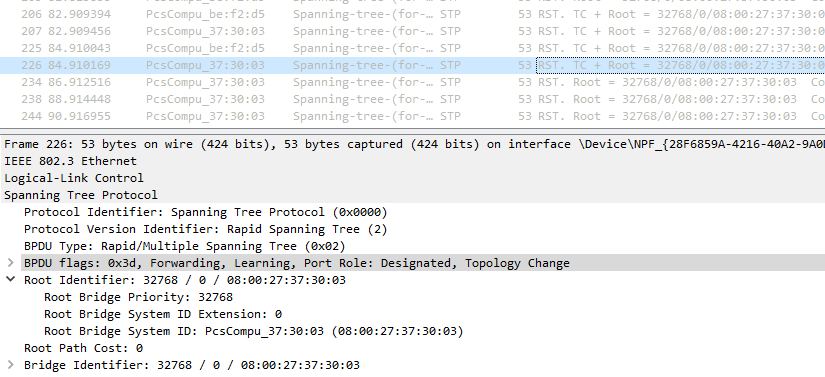 206 82.909394 PcsCompu_be:f2:d5 Spanning-tree-(for-… STP 53 RST. TC + Root = 32768/0/08:00:27:37:30:0
207 82.909456 PcsCompu_37:30:03 Spanning-tree-(for-… STP 53 RST. TC + Root = 32768/0/08:00:27:37:30:0
225 84.910043 PcsCompu_be:f2:d5 Spanning-tree-(for-… STP 53 RST. TC + Root = 32768/0/08:00:27:37:30:0
226 84.910169 PcsCompu_37:30:03 Spanning-tree-(for-… STP 53 RST. TC + Root = 32768/0/08:00:27:37:30:0
234 86.912516 PcsCompu_37:30:03 Spanning-tree-(for-… STP 53 RST. Root = 32768/0/08:00:27:37:30:03 Co
238 88.914448 PcsCompu_37:30:03 Spanning-tree-(for-… STP 53 RST. Root = 32768/0/08:00:27:37:30:03 Co
244 90.916955 PcsCompu_37:30:03 Spanning-tree-(for-… STP 53 RST. Root = 32768/0/08:00:27:37:30:03 Co
Frame 226: 53 bytes on wire (424 bits), 53 bytes captured (424 bits) on interface \Device\NPF_{28F6859A-4216-40A2-9A0
IEEE 802.3 Ethernet
Logical-Link Control
Spanning Tree Protocol
Protocol Identifier: Spanning Tree Protocol (0x0000)
Protocol Version Identifier: Rapid Spanning Tree (2)
BPDU Type: Rapid/Multiple Spanning Tree (0x02)
BPDU flags: 0x3d, Forwarding, Learning, Port Role: Designated, Topology Change
Root Identifier: 32768 / 0 / 08:00:27:37:30:03
Root Bridge Priority: 32768
Root Bridge System ID Extension: 0
Root Bridge System ID: PcsCompu_37:30:03 (08:00:27:37:30:03)
Root Path Cost: 0
Bridge Identifier: 32768 / 0 / 08:00:27:37:30:03